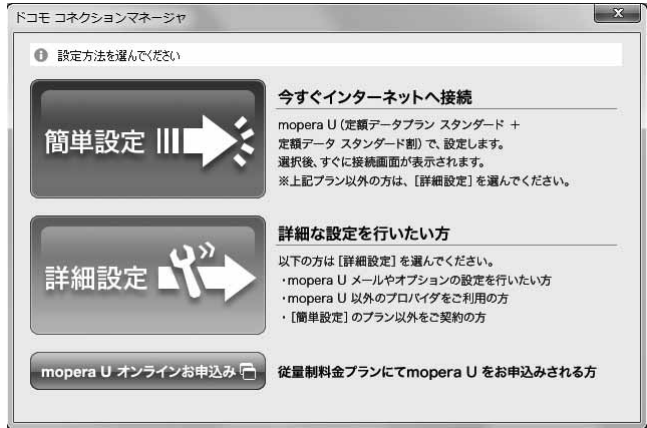 ドコモ コネクションマネージャ
設定方法を選んでください
簡単設定
今すぐインターネットへ接続
mopera U（定額データプラン スタンダード ＋
定額データ スタンダード割）で、設定します。
選択後、すぐに接続画面が表示されます。
※上記プラン以外の方は、［詳細設定］を選んでください。
詳細設定
詳細な設定を行いたい方
以下の方は［詳細設定］を選んでください。
・mopera U メールやオプションの設定を行いたい方
・mopera U 以外のプロバイダをご利用の方
・［簡単設定］のプラン以外をご契約の方
mopera U オンラインお申込み
従量制料金プランにてmopera U をお申込みされる方